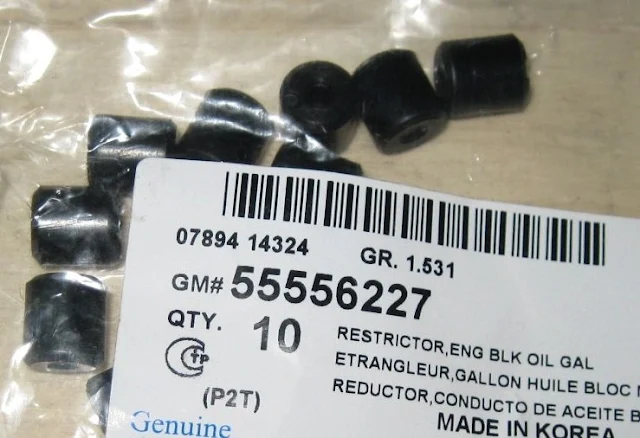 07894 14324 GR. 1.531
GM# 55556227
QTY. 10
RESTRICTOR,ENG BLK OIL GAL
ETRANGLEUR,GALLON HUILE BLOC
REDUCTOR,CONDUCTO DE ACEITE B
(P2T)
MADE IN KOREA
Genuine